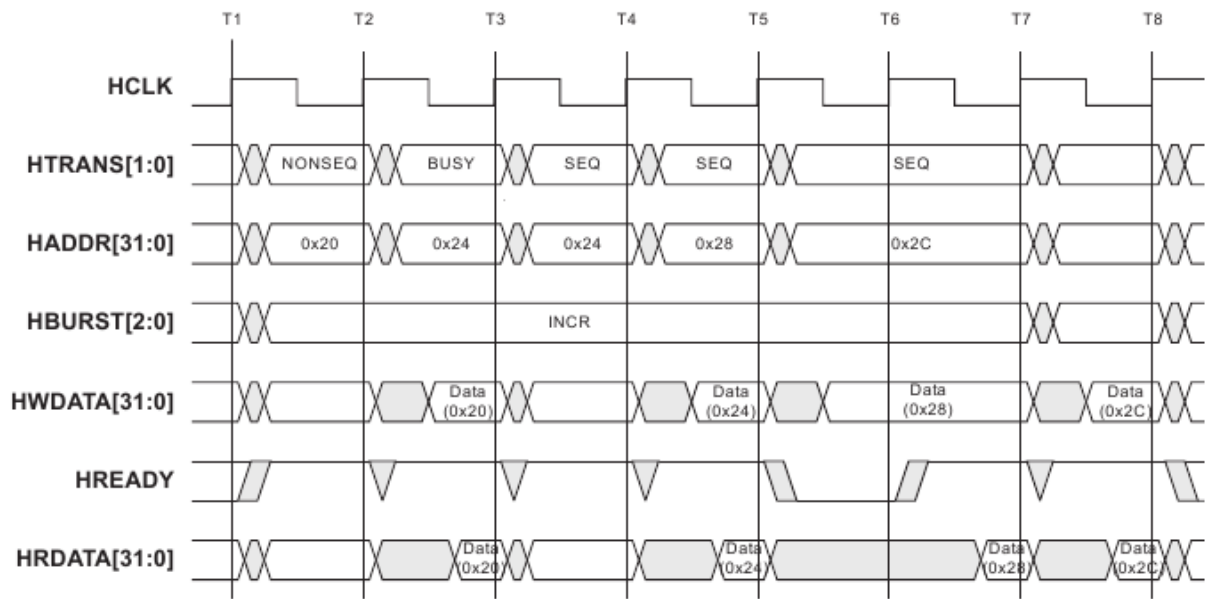 T1 T2 T3 T4 T5 T6 T7 T8
HCLK
HTRANS[1:0] NONSEQ BUSY SEQ SEQ SEQ
HADDR[31:0] 0x20 0x24 0x24 0x28 0x2C
HBURST[2:0] INCR
HWDATA[31:0] Data (0x20) Data (0x24) Data (0x28) Data (0x2C)
HREADY
HRDATA[31:0] Data (0x20) Data (0x24) Data (0x28) Data (0x2C)